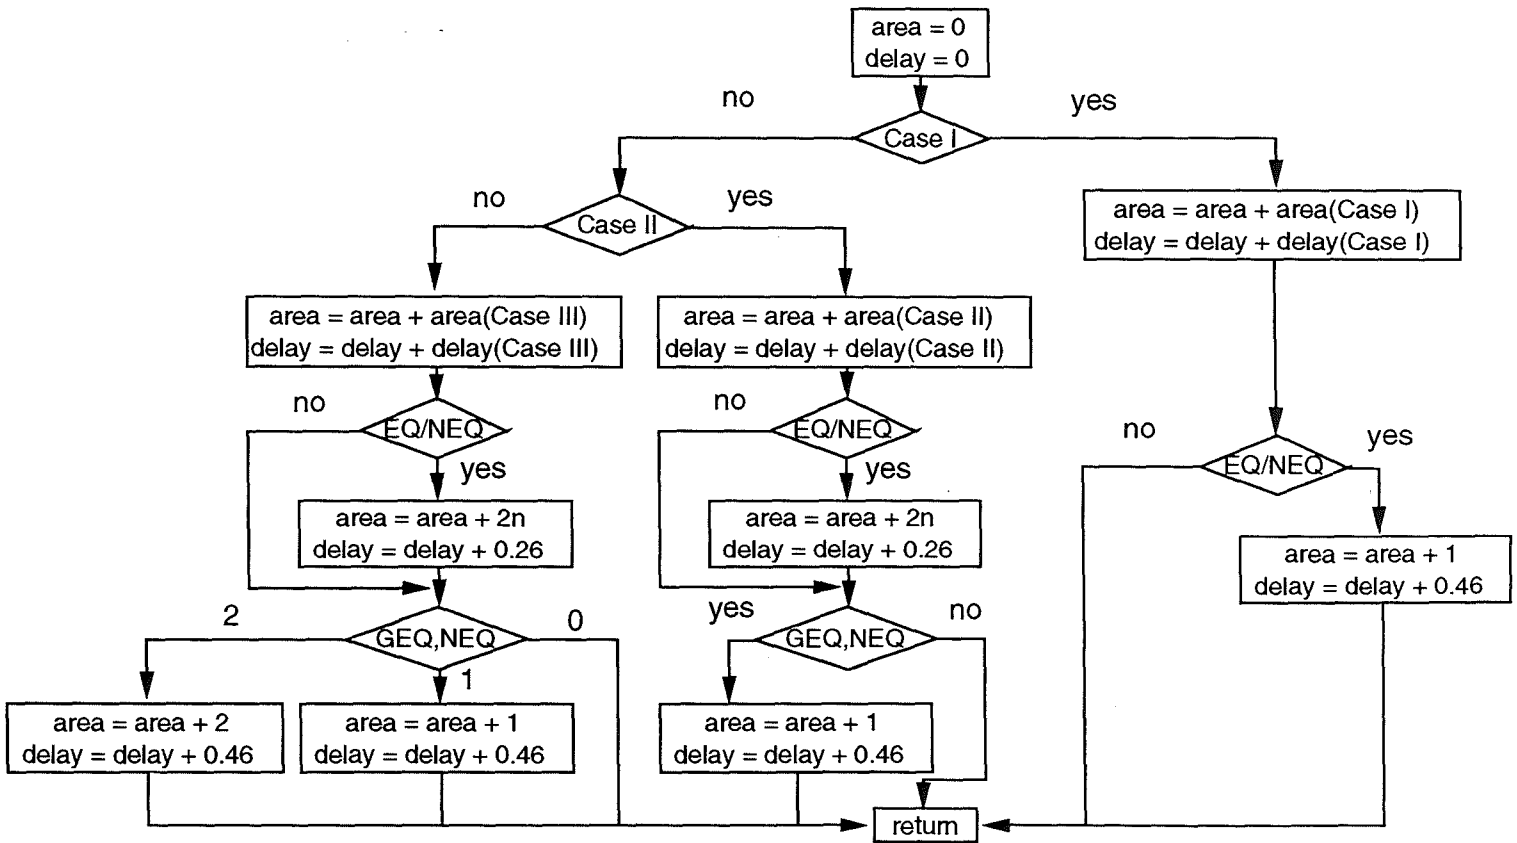 area = 0
delay = 0
no
yes
Case I
no
yes
Case II
area = area + area(Case I)
delay = delay + delay(Case I)
area = area + area(Case III)
delay = delay + delay(Case III)
area = area + area(Case II)
delay = delay + delay(Case II)
no
EQ/NEQ
yes
no
EQ/NEQ
yes
no
EQ/NEQ
yes
area = area + 2n
delay = delay + 0.26
area = area + 2n
delay = delay + 0.26
area = area + 1
delay = delay + 0.46
2
GEQ,NEQ
0
1
yes
GEQ,NEQ
no
area = area + 2
delay = delay + 0.46
area = area + 1
delay = delay + 0.46
area = area + 1
delay = delay + 0.46
return